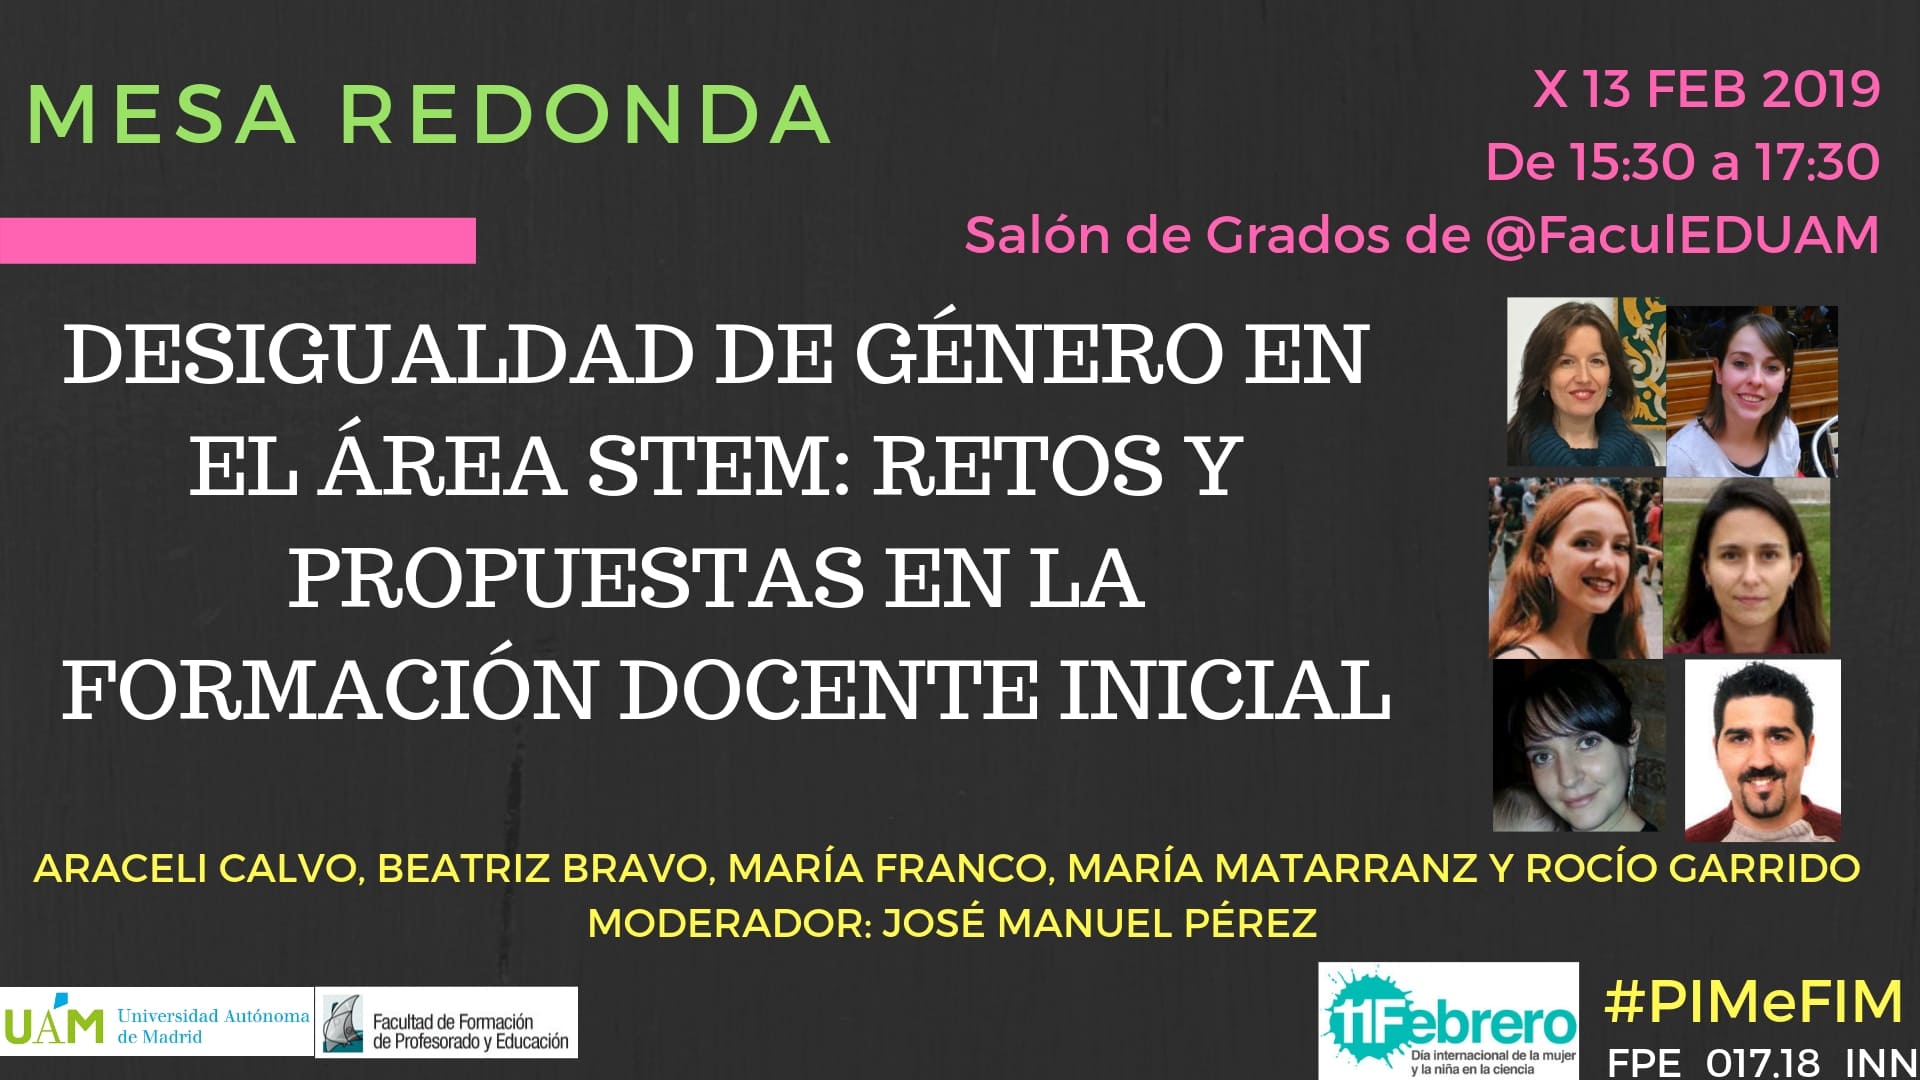 MESA REDONDA
X 13 FEB 2019
De 15:30 a 17:30
Salón de Grados de @FaculEDUAM
DESIGUALDAD DE GÉNERO EN
EL ÁREA STEM: RETOS Y
PROPUESTAS EN LA
FORMACIÓN DOCENTE INICIAL
ARACELI CALVO, BEATRIZ BRAVO, MARÍA FRANCO, MARÍA MATARRANZ Y ROCÍO GARRIDO
MODERADOR: JOSÉ MANUEL PÉREZ
UAM Universidad Autónoma
de Madrid
Facultad de Formación
de Profesorado y Educación
11Febrero
Día internacional de la mujer
y la niña en la ciencia
#PIMeFIM
FPE 017.18 INN